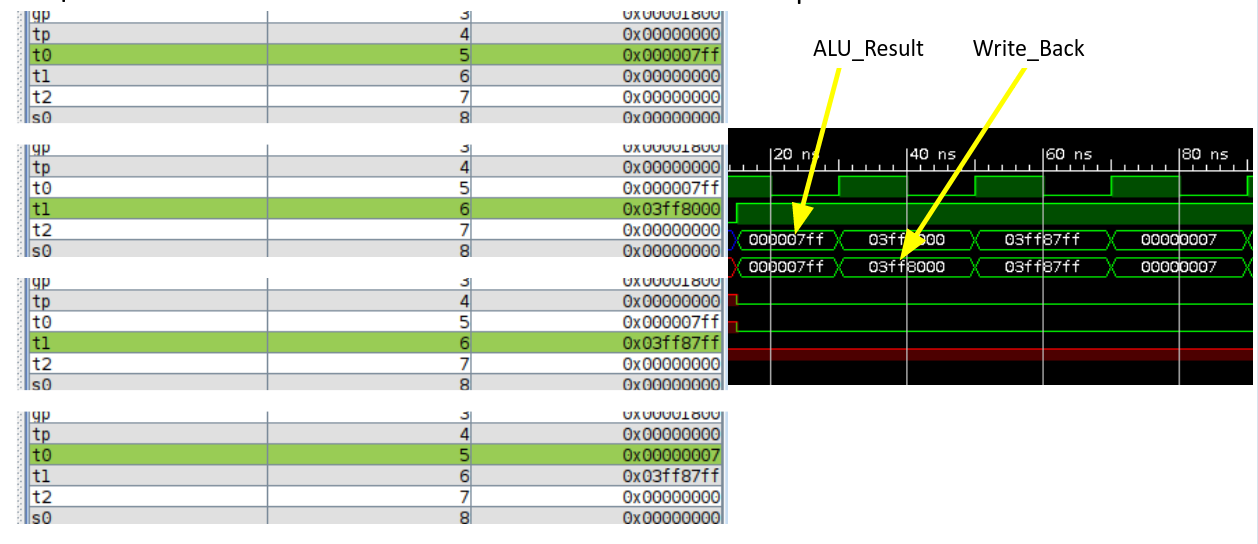 ALU_Result Write_Back
gp 3 0x00001800
tp 4 0x00000000
t0 5 0x000007ff
t1 6 0x00000000
t2 7 0x00000000
s0 8 0x00000000
gp 3 0x00001800
tp 4 0x00000000
t0 5 0x000007ff
t1 6 0x03ff8000
t2 7 0x00000000
s0 8 0x00000000
gp 3 0x00001800
tp 4 0x00000000
t0 5 0x000007ff
t1 6 0x03ff87ff
t2 7 0x00000000
s0 8 0x00000000
gp 3 0x00001800
tp 4 0x00000000
t0 5 0x00000007
t1 6 0x03ff87ff
t2 7 0x00000000
s0 8 0x00000000
20 ns 40 ns 60 ns 80 ns
000007ff 03ff8000 03ff87ff 00000007
000007ff 03ff8000 03ff87ff 00000007